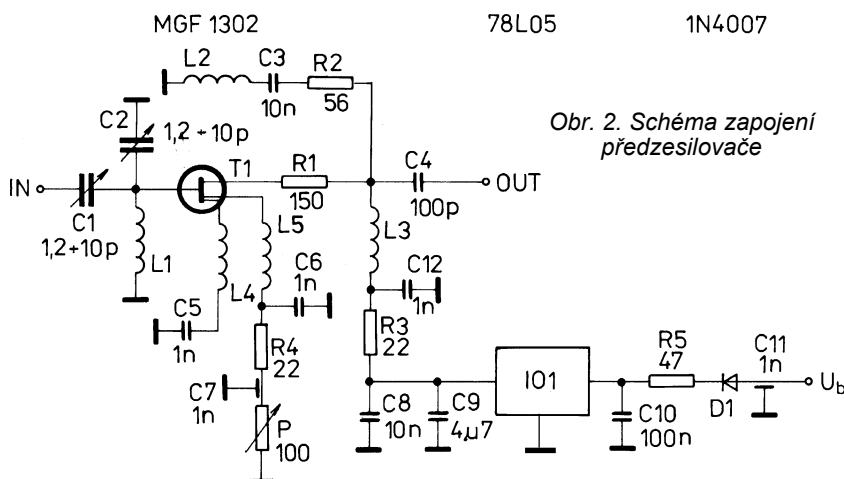 MGF 1302
78L05
1N4007
L2
C3
10n
R2
56
C2
1,2÷10p
Obr. 2. Schéma zapojení
předzesilovače
IN
C1
1,2÷10p
T1
R1
150
C4
100p
OUT
L1
L5
L3
C6
1n
C12
1n
C5
1n
L4
R4
22
R3
22
C7
1n
P
100
C8
10n
C9
4μ7
IO1
R5
47
C11
1n
D1
Ub
C10
100n